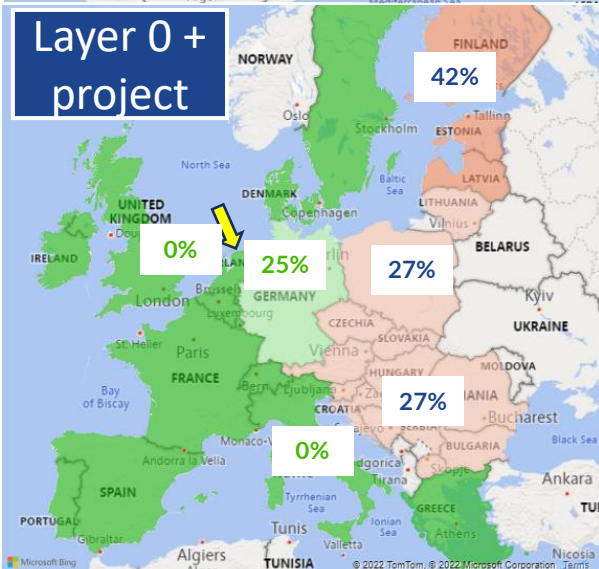 Mediterranean Sea
Layer 0 +
project
NORWAY
FINLAND
42%
Oslo
Stockholm
Tallinn
ESTONIA
North Sea
Baltic
Sea
LATVIA
DENMARK
LITHUANIA
Copenhagen
Vilnius
UNITED
KINGDOM
IRELAND
0%
25%
27%
BELARUS
London
Brussel
GERMANY
Kyiv
Luxembourg
UKRAINE
CZECHIA
St. Helier
Paris
SLOVAKIA
Vienna
FRANCE
HUNGARY
MOLDOVA
Bern
Ljubljana
27%
Bay
of Biscay
CROATIA
Bucharest
Monaco-V
0%
BULGARIA
Black Sea
Andorra la Vella
Skopje
Tirana
SPAIN
Tyrrhenian
Sea
Ankara
PORTUGAL
GREECE
Ionian
Sea
Athens
Gibraltar
Tunis
Valletta
Nicosia
Algiers
TUNISIA
Microsoft Bing
© 2022 TomTom, © 2022 Microsoft Corporation Terms